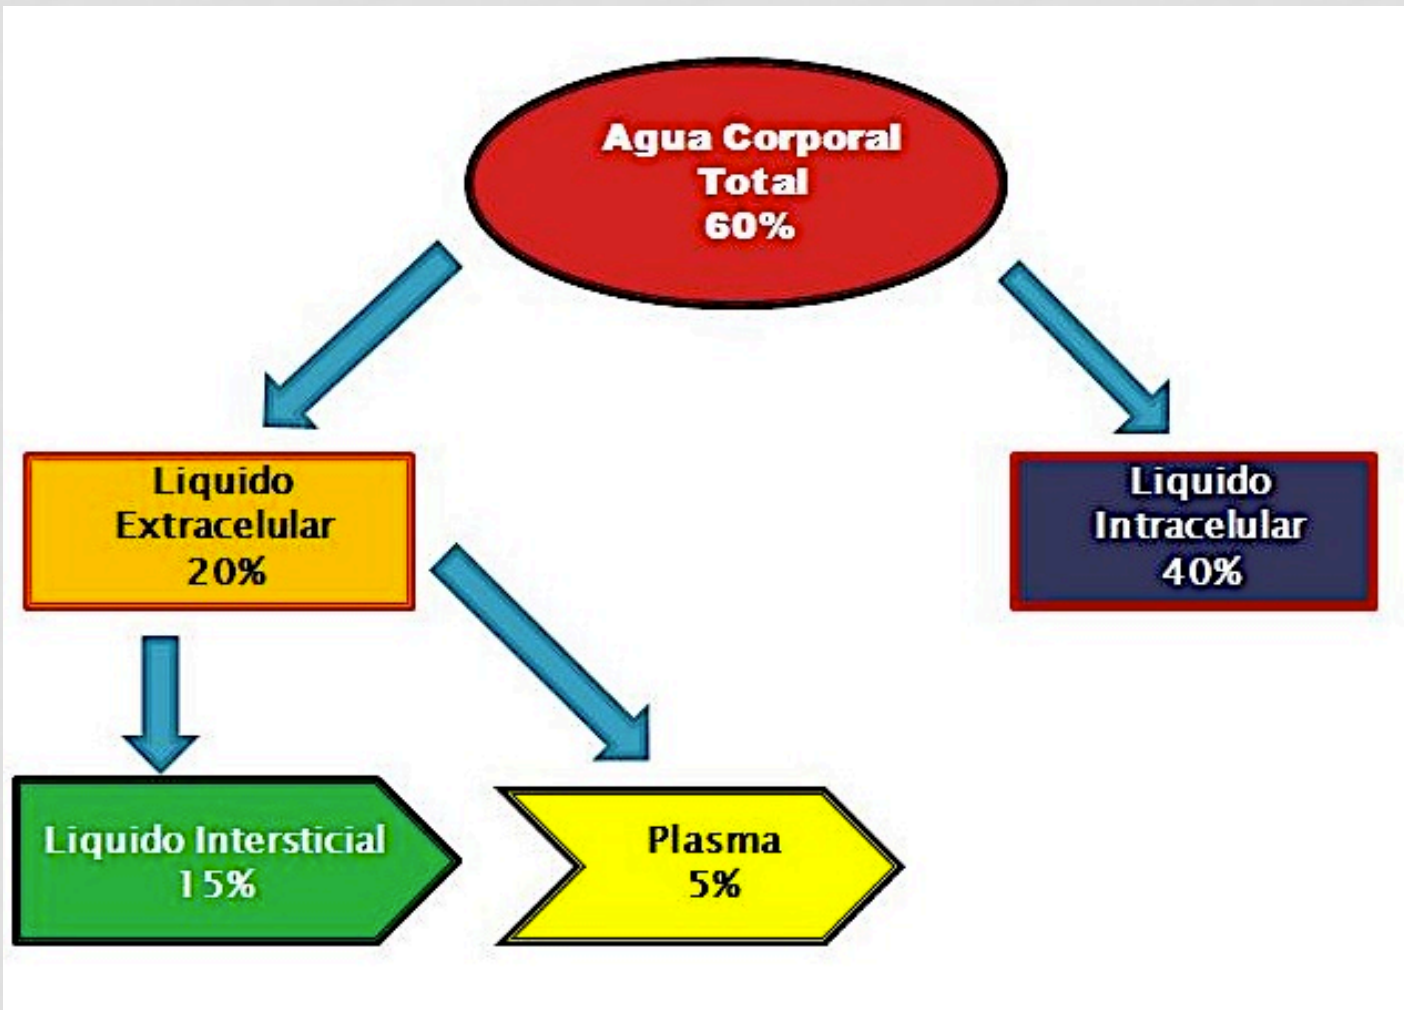 Agua Corporal
Total
60%
Liquido
Extracelular
20%
Liquido
Intracelular
40%
Liquido Intersticial
15%
Plasma
5%